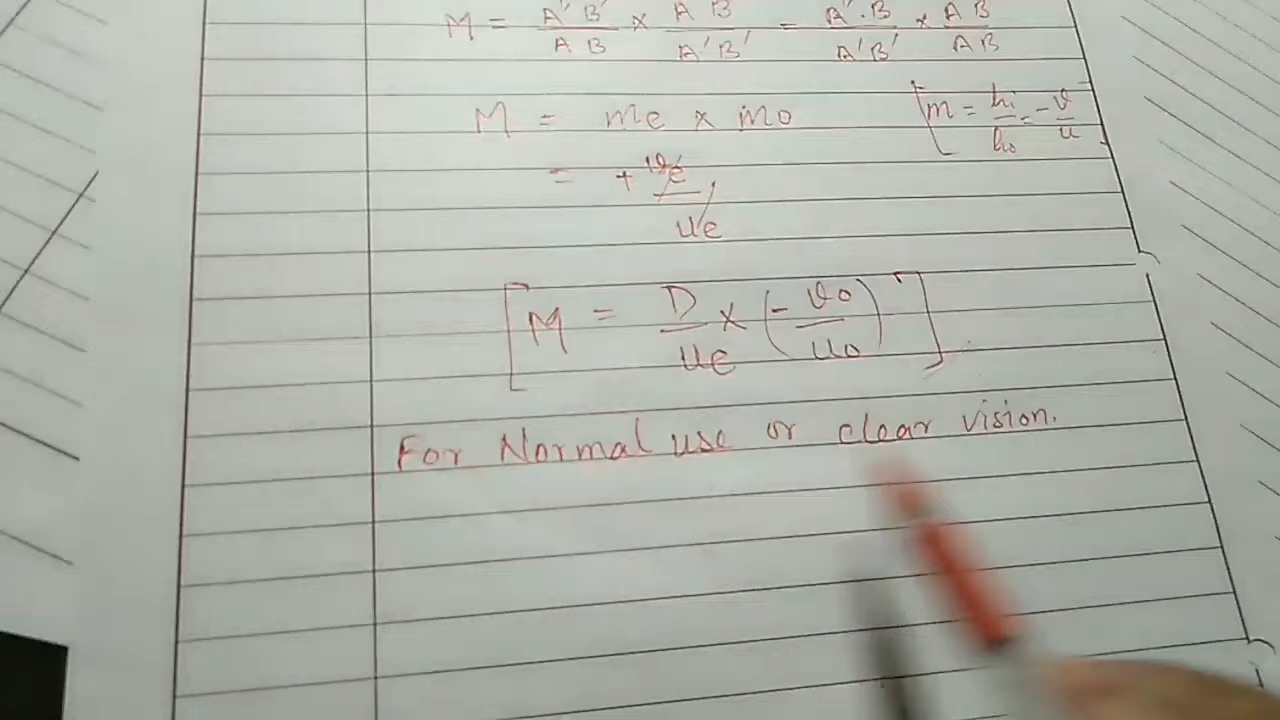 M = A'B'/AB × AB/A'B' = A'.B/A'B' × AB/AB
M = me × mo [m = hi/ho = -v/u]
= + ve/ue
[M = D/ue × (-vo/uo)]
For Normal use or clear vision.